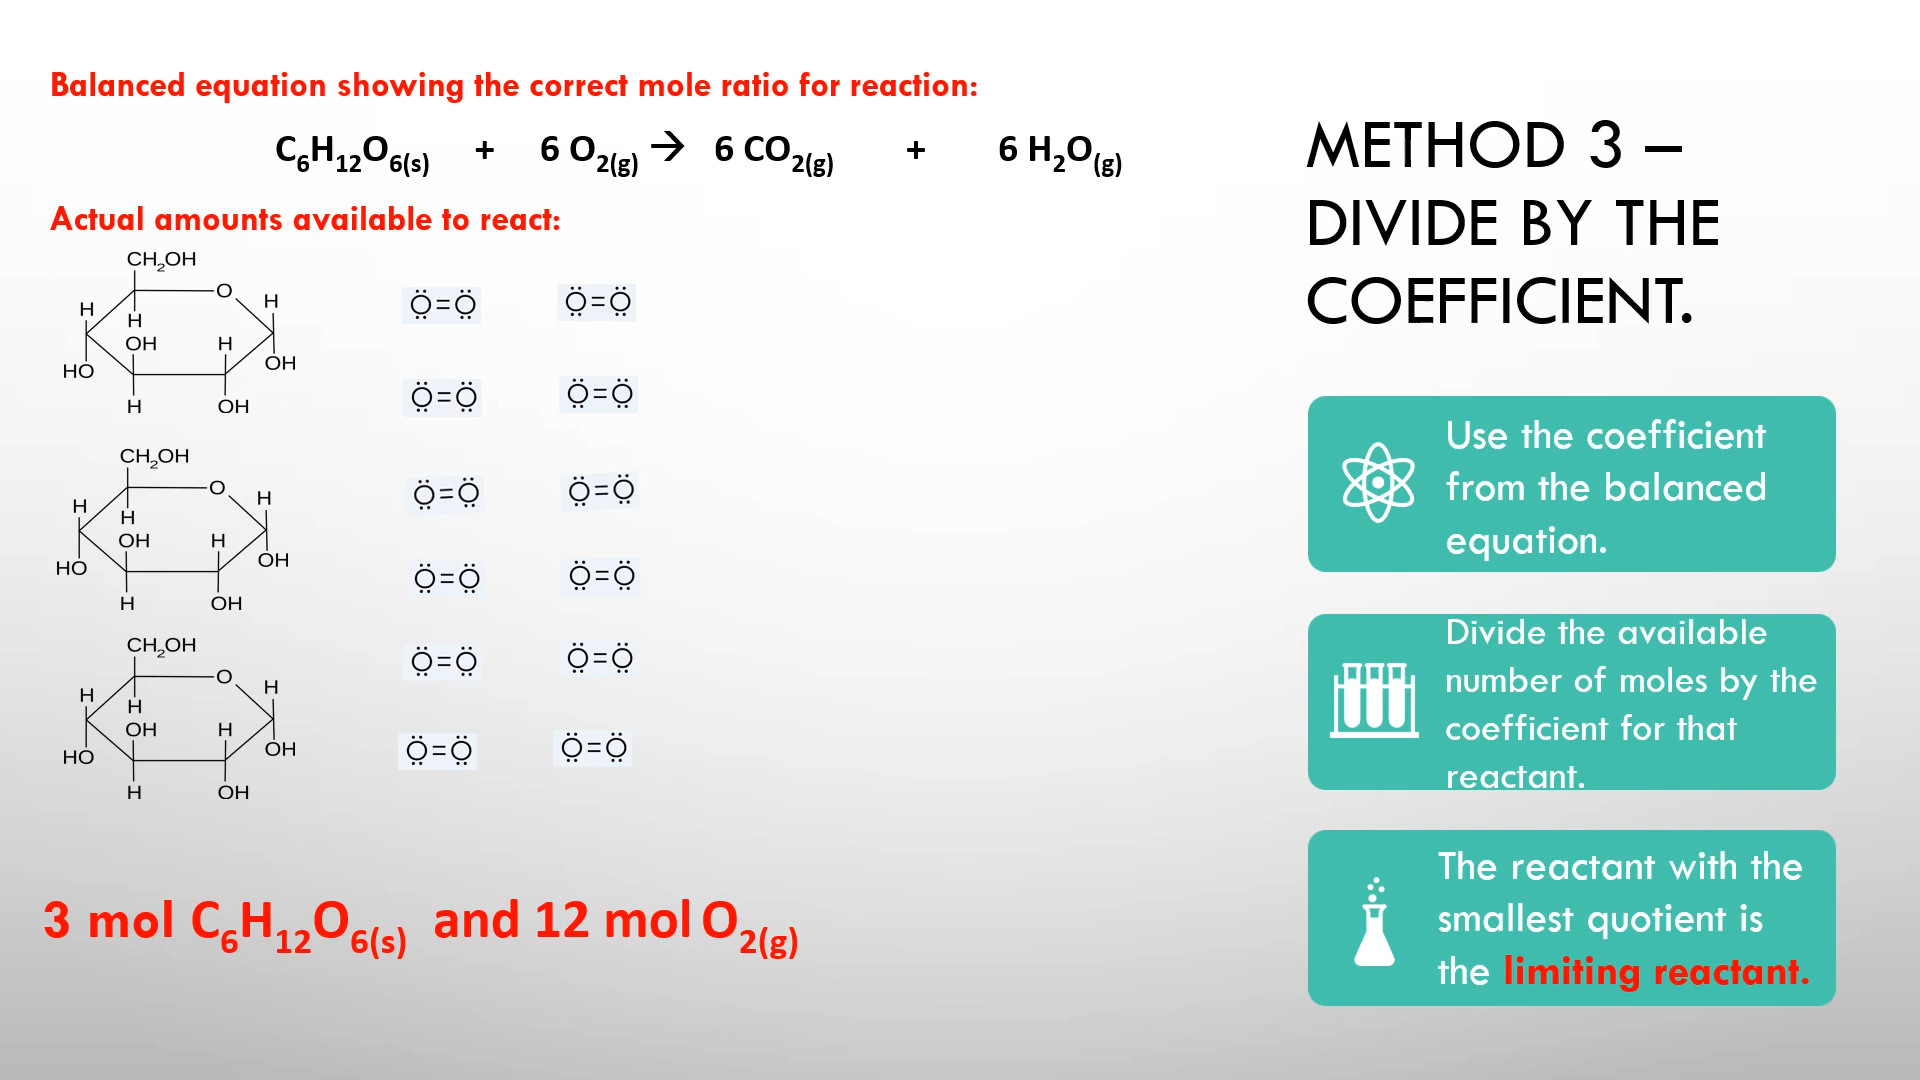 Balanced equation showing the correct mole ratio for reaction:
C₆H₁₂O₆₍ₛ₎ + 6 O₂₍g₎ → 6 CO₂₍g₎ + 6 H₂O₍g₎
Actual amounts available to react:
CH₂OH
O
H
H
H
OH
H
HO
OH
H
OH
CH₂OH
O
H
H
H
OH
H
HO
OH
H
OH
CH₂OH
O
H
H
H
OH
H
HO
OH
H
OH
O=O O=O
O=O O=O
O=O O=O
O=O O=O
O=O O=O
O=O O=O
3 mol C₆H₁₂O₆₍ₛ₎ and 12 mol O₂₍g₎
METHOD 3 –
DIVIDE BY THE
COEFFICIENT.
Use the coefficient
from the balanced
equation.
Divide the available
number of moles by the
coefficient for that
reactant.
The reactant with the
smallest quotient is
the limiting reactant.